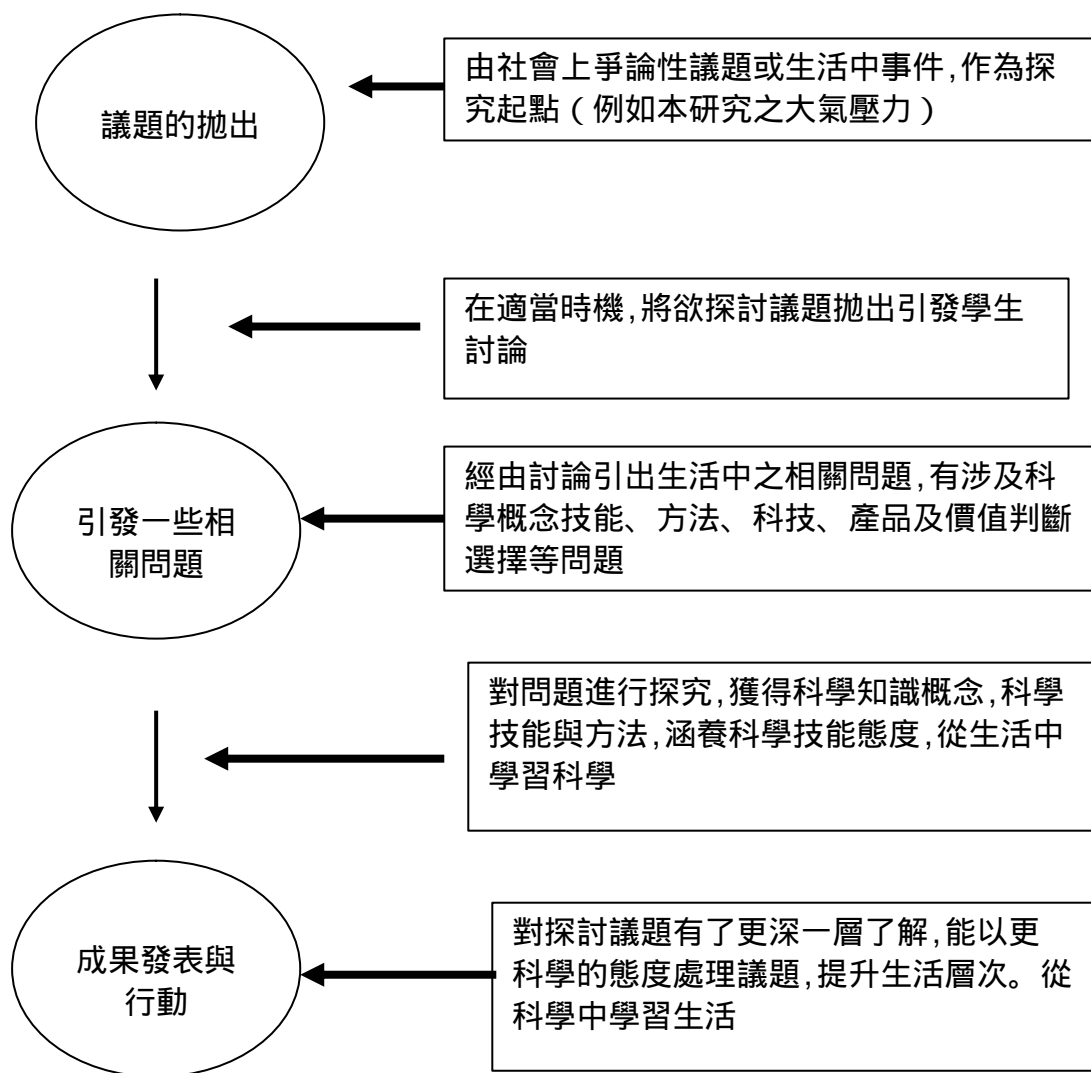 議題的拋出
由社會上爭論性議題或生活中事件,作為探
究起點(例如本研究之大氣壓力)
在適當時機,將欲探討議題拋出引發學生
討論
引發一些相
關問題
經由討論引出生活中之相關問題,有涉及科
學概念技能、方法、科技、產品及價值判斷
選擇等問題
對問題進行探究,獲得科學知識概念,科學
技能與方法,涵養科學技能態度,從生活中
學習科學
成果發表與
行動
對探討議題有了更深一層了解,能以更
科學的態度處理議題,提升生活層次。從
科學中學習生活